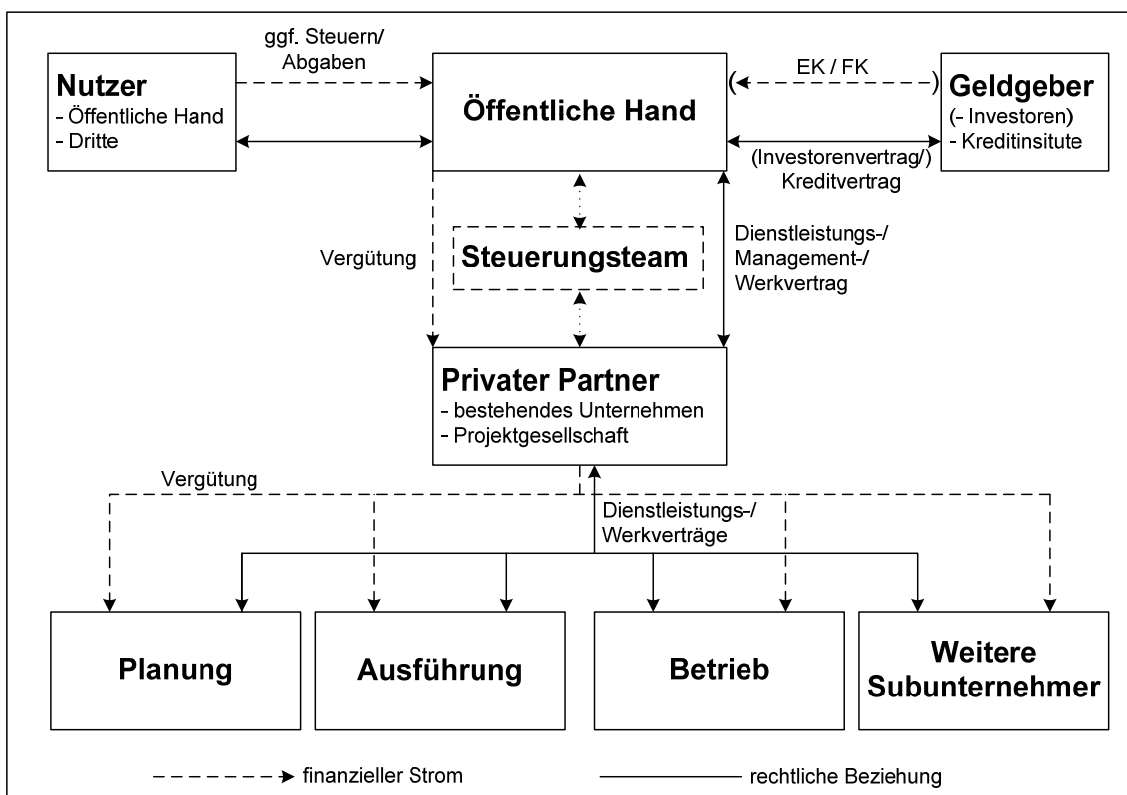 ggf. Steuern/
Abgaben
Nutzer
- Öffentliche Hand
- Dritte
Öffentliche Hand
( EK / FK )
Geldgeber
(- Investoren)
- Kreditinsitute
(Investorenvertrag/)
Kreditvertrag
Vergütung
Steuerungsteam
Dienstleistungs-/
Management-/
Werkvertrag
Privater Partner
- bestehendes Unternehmen
- Projektgesellschaft
Vergütung
Dienstleistungs-/
Werkverträge
Planung
Ausführung
Betrieb
Weitere
Subunternehmer
finanzieller Strom
rechtliche Beziehung